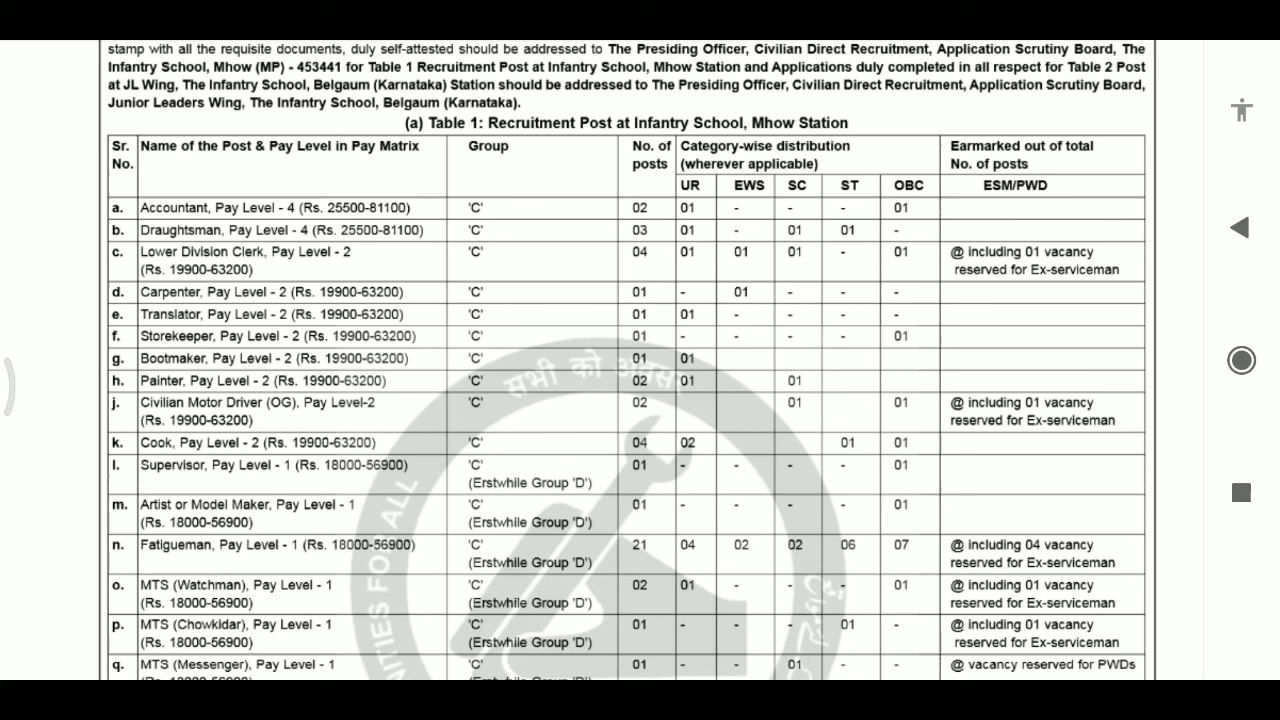 stamp with all the requisite documents, duly self-attested should be addressed to The Presiding Officer, Civilian Direct Recruitment, Application Scrutiny Board, The
Infantry School, Mhow (MP) - 453441 for Table 1 Recruitment Post at Infantry School, Mhow Station and Applications duly completed in all respect for Table 2 Post
at JL Wing, The Infantry School, Belgaum (Karnataka) Station should be addressed to The Presiding Officer, Civilian Direct Recruitment, Application Scrutiny Board,
Junior Leaders Wing, The Infantry School, Belgaum (Karnataka).
(a) Table 1: Recruitment Post at Infantry School, Mhow Station
Sr. Name of the Post & Pay Level in Pay Matrix Group No. of Category-wise distribution Earmarked out of total
No. posts (wherever applicable) No. of posts
UR EWS SC ST OBC ESM/PWD
a. Accountant, Pay Level - 4 (Rs. 25500-81100) 'C' 02 01 - - - 01
b. Draughtsman, Pay Level - 4 (Rs. 25500-81100) 'C' 03 01 - 01 01 -
c. Lower Division Clerk, Pay Level - 2 'C' 04 01 01 01 - 01 @ including 01 vacancy
(Rs. 19900-63200) reserved for Ex-serviceman
d. Carpenter, Pay Level - 2 (Rs. 19900-63200) 'C' 01 - 01 - - -
e. Translator, Pay Level - 2 (Rs. 19900-63200) 'C' 01 01 - - - -
f. Storekeeper, Pay Level - 2 (Rs. 19900-63200) 'C' 01 - - - - 01
g. Bootmaker, Pay Level - 2 (Rs. 19900-63200) 'C' 01 01
h. Painter, Pay Level - 2 (Rs. 19900-63200) 'C' 02 01 01
j. Civilian Motor Driver (OG), Pay Level-2 'C' 02 01 01 @ including 01 vacancy
(Rs. 19900-63200) reserved for Ex-serviceman
k. Cook, Pay Level - 2 (Rs. 19900-63200) 'C' 04 02 01 01
l. Supervisor, Pay Level - 1 (Rs. 18000-56900) 'C' 01 - - - - 01
(Erstwhile Group 'D')
m. Artist or Model Maker, Pay Level - 1 'C' 01 - - - - 01
(Rs. 18000-56900) (Erstwhile Group 'D')
n. Fatigueman, Pay Level - 1 (Rs. 18000-56900) 'C' 21 04 02 02 06 07 @ including 04 vacancy
(Erstwhile Group 'D') reserved for Ex-serviceman
o. MTS (Watchman), Pay Level - 1 'C' 02 01 - - - 01 @ including 01 vacancy
(Rs. 18000-56900) (Erstwhile Group 'D') reserved for Ex-serviceman
p. MTS (Chowkidar), Pay Level - 1 'C' 01 - - - 01 - @ including 01 vacancy
(Rs. 18000-56900) (Erstwhile Group 'D') reserved for Ex-serviceman
q. MTS (Messenger), Pay Level - 1 'C' 01 - - 01 - - @ vacancy reserved for PWDs
सभी को अवसर
NITIES FOR ALL